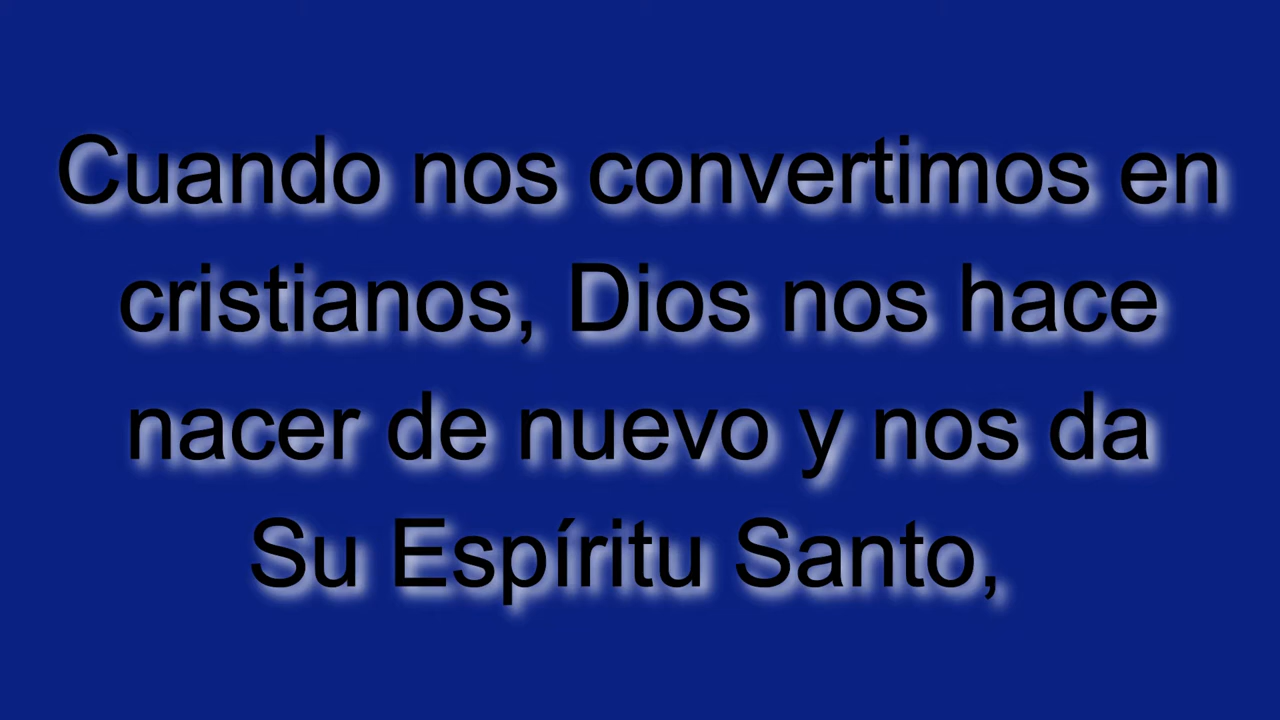 Cuando nos convertimos en
cristianos, Dios nos hace
nacer de nuevo y nos da
Su Espíritu Santo,